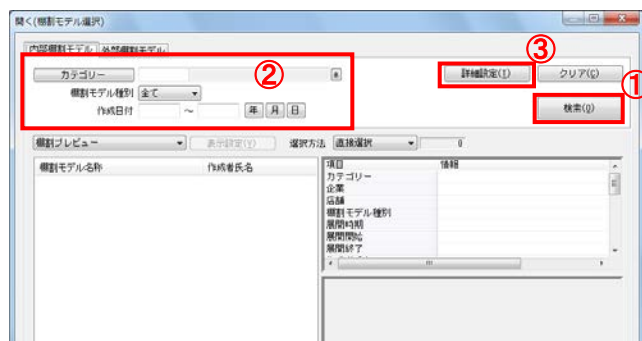 開く(棚割モデル選択)
内部棚割モデル 外部棚割モデル
③
カテゴリー ② 詳細設定(I) クリア(C) ①
棚割モデル種別 全て
作成日付 ～ 年 月 日 検索(Q)
棚割プレビュー 表示設定(Y) 選択方法 直接選択 0
棚割モデル名称 作成者氏名 項目 情報
カテゴリー
企業
店舗
棚割モデル種別
展開時期
展開開始
展開終了